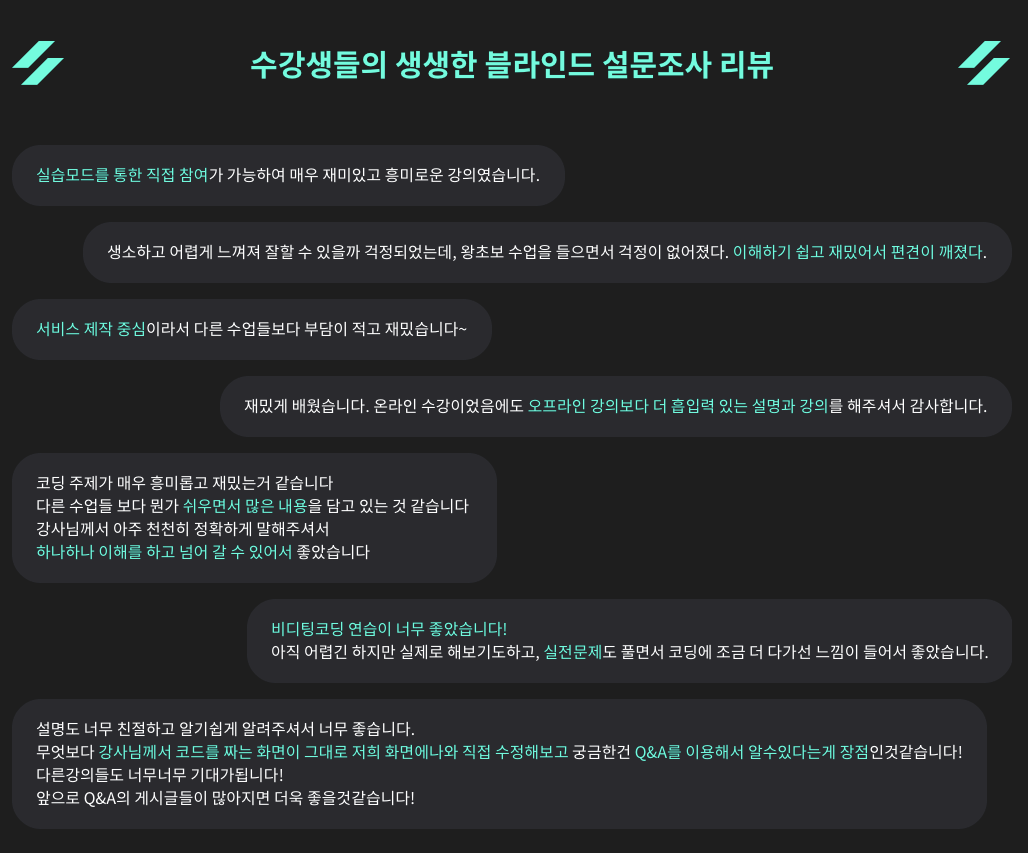 수강생들의 생생한 블라인드 설문조사 리뷰
실습모드를 통한 직접 참여가 가능하여 매우 재미있고 흥미로운 강의였습니다.
생소하고 어렵게 느껴져 잘할 수 있을까 걱정되었는데, 왕초보 수업을 들으면서 걱정이 없어졌다. 이해하기 쉽고 재밌어서 편견이 깨졌다.
서비스 제작 중심이라서 다른 수업들보다 부담이 적고 재밌습니다~
재밌게 배웠습니다. 온라인 수강이었음에도 오프라인 강의보다 더 흡입력 있는 설명과 강의를 해주셔서 감사합니다.
코딩 주제가 매우 흥미롭고 재밌는거 같습니다
다른 수업들 보다 뭔가 쉬우면서 많은 내용을 담고 있는 것 같습니다
강사님께서 아주 천천히 정확하게 말해주셔서
하나하나 이해를 하고 넘어 갈 수 있어서 좋았습니다
비디팅코딩 연습이 너무 좋았습니다!
아직 어렵긴 하지만 실제로 해보기도하고, 실전문제도 풀면서 코딩에 조금 더 다가선 느낌이 들어서 좋았습니다.
설명도 너무 친절하고 알기쉽게 알려주셔서 너무 좋습니다.
무엇보다 강사님께서 코드를 짜는 화면이 그대로 저희 화면에나와 직접 수정해보고 궁금한건 Q&A를 이용해서 알수있다는게 장점인것같습니다!
다른강의들도 너무너무 기대가됩니다!
앞으로 Q&A의 게시글들이 많아지면 더욱 좋을것같습니다!